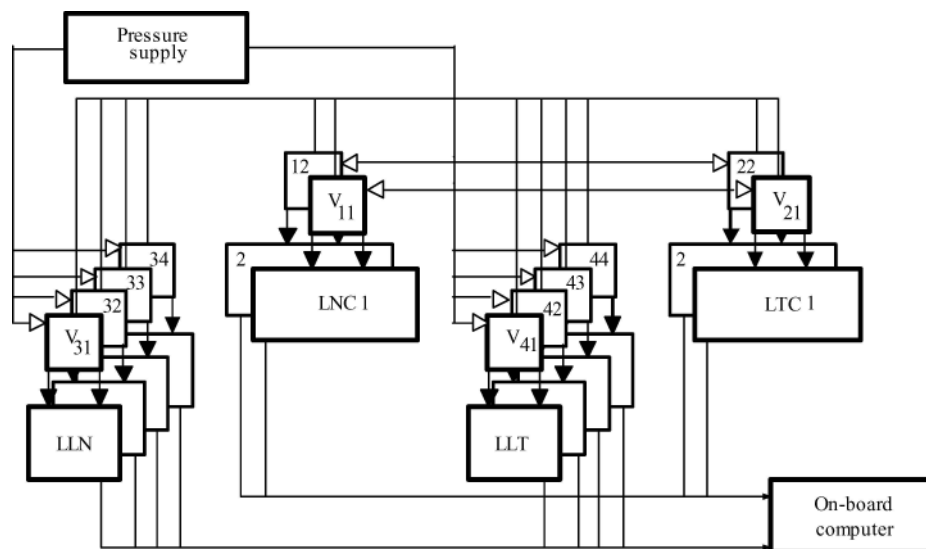 Pressure
supply
12
V11
22
V21
34
33
32
V31
2
LNC 1
44
43
42
V41
2
LTC 1
LLN
LLT
On-board
computer